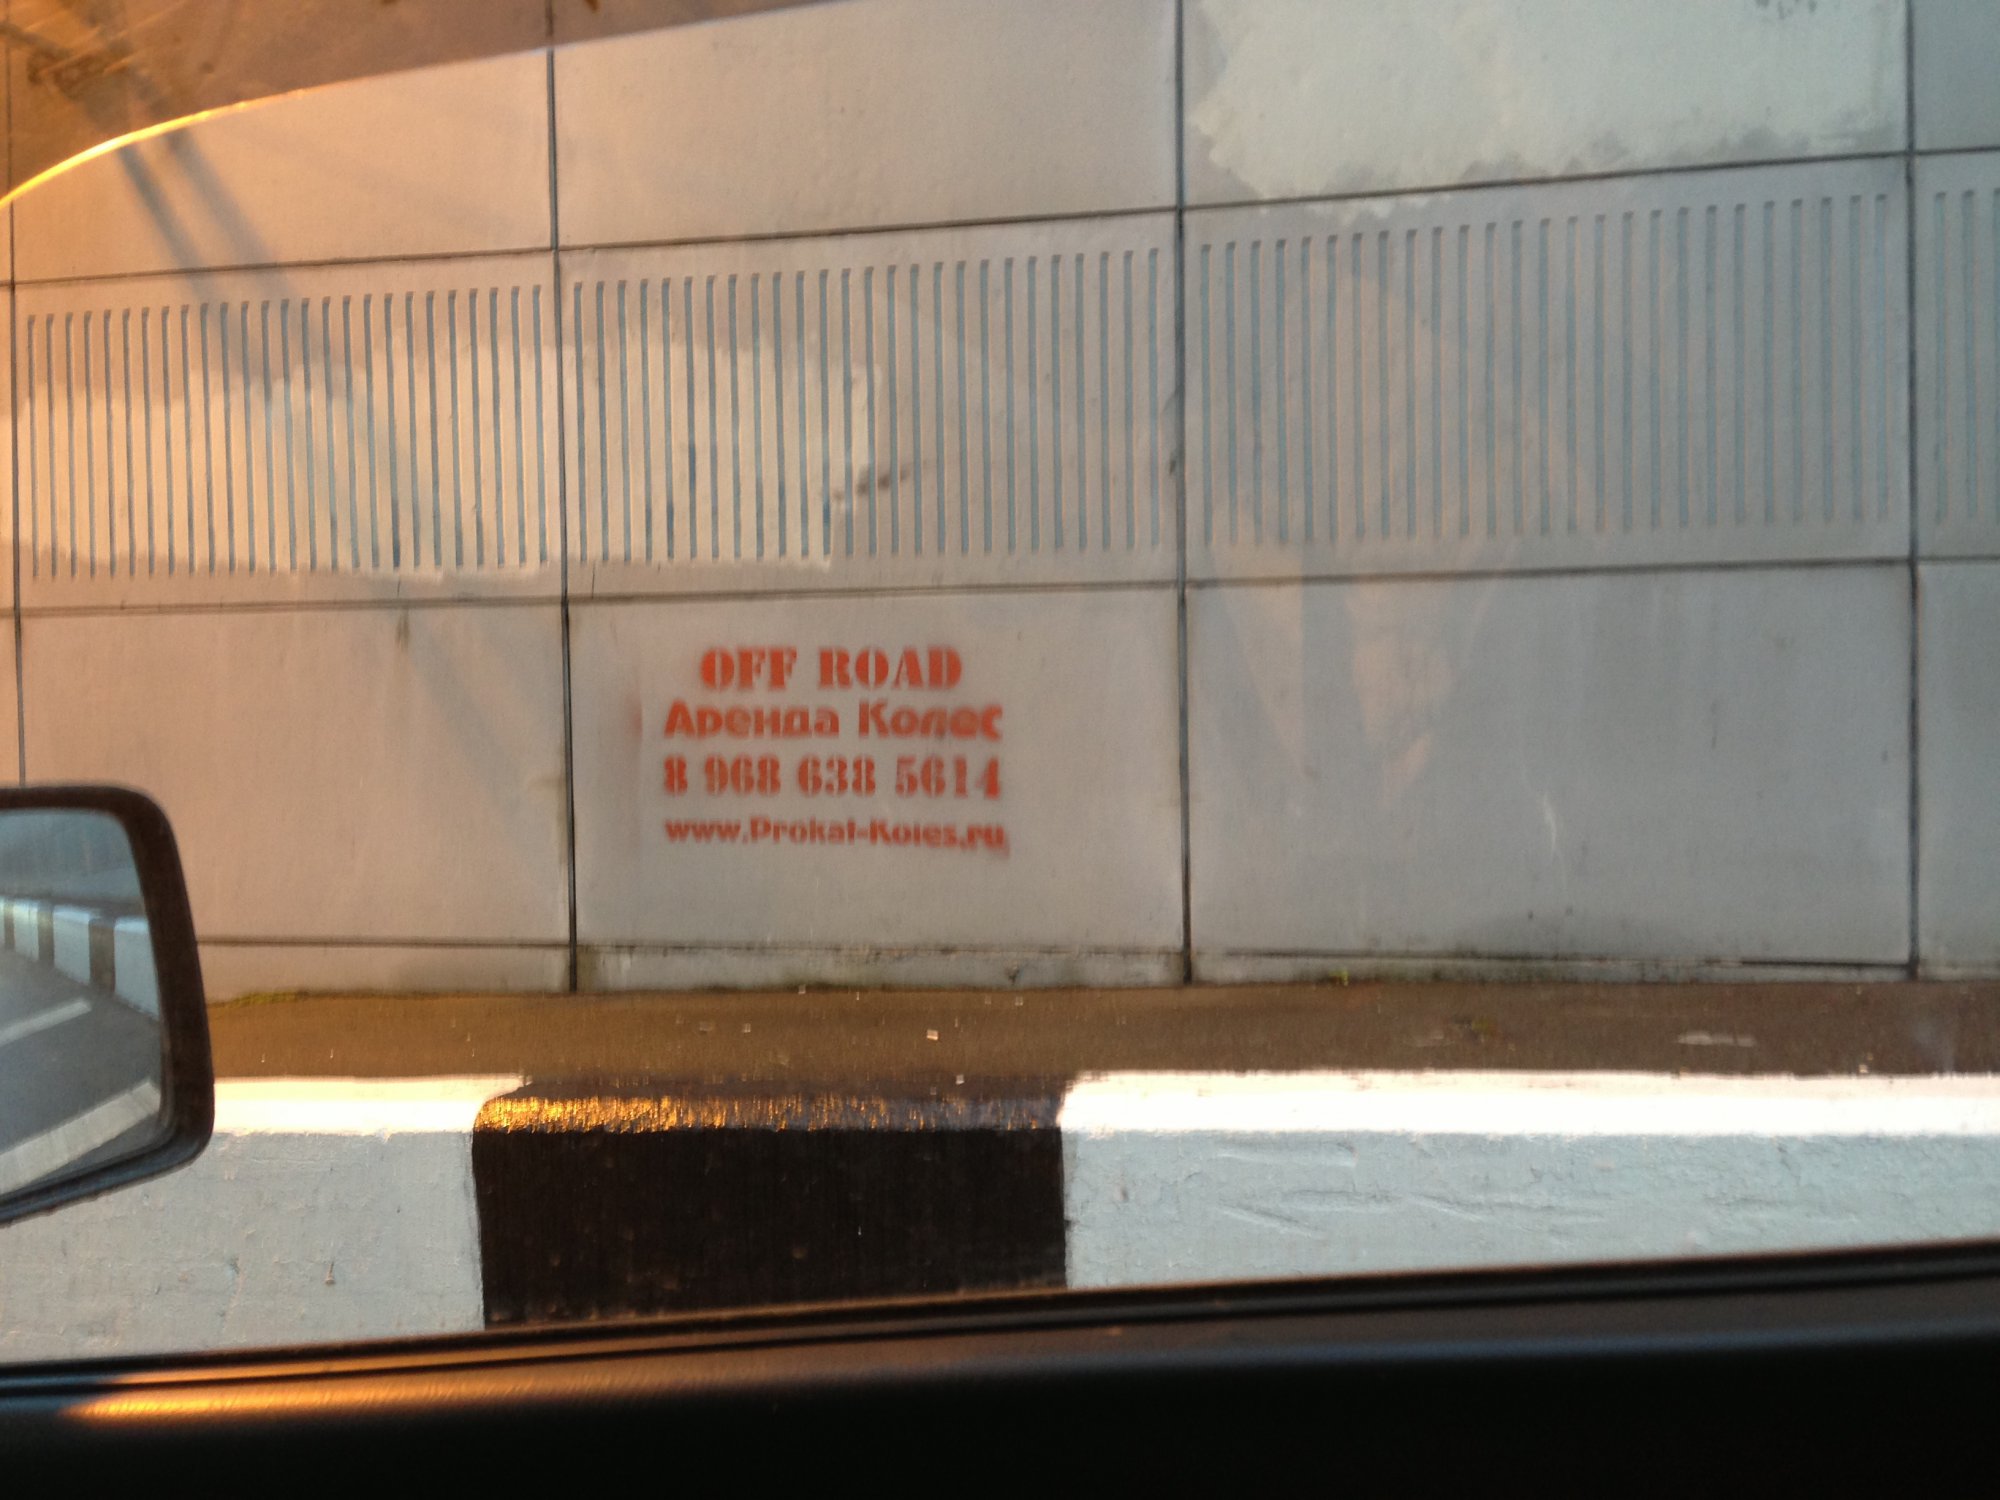 OFF ROAD
Аренда Колес
8 968 638 5614
www.Prokat-Koles.ru